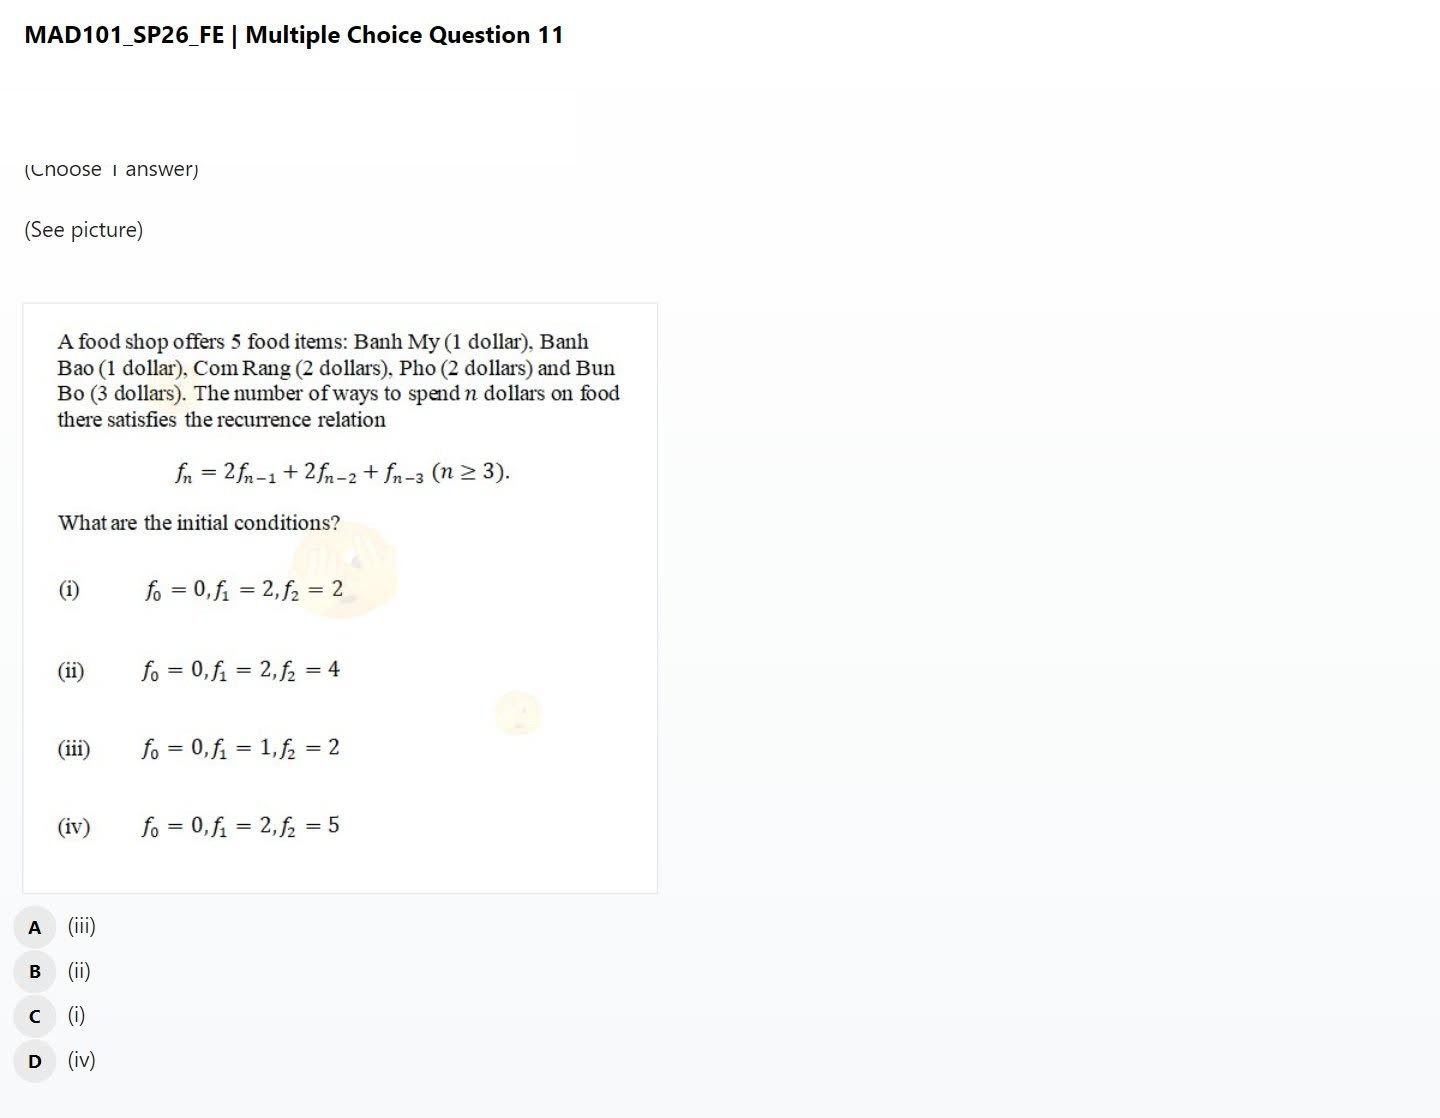 MAD101_SP26_FE | Multiple Choice Question 11
(Choose 1 answer)
(See picture)
A food shop offers 5 food items: Banh My (1 dollar), Banh
Bao (1 dollar), Com Rang (2 dollars), Pho (2 dollars) and Bun
Bo (3 dollars). The number of ways to spend n dollars on food
there satisfies the recurrence relation
fₙ = 2fₙ₋₁ + 2fₙ₋₂ + fₙ₋₃ (n ≥ 3).
What are the initial conditions?
(i) f₀ = 0, f₁ = 2, f₂ = 2
(ii) f₀ = 0, f₁ = 2, f₂ = 4
(iii) f₀ = 0, f₁ = 1, f₂ = 2
(iv) f₀ = 0, f₁ = 2, f₂ = 5
A (iii)
B (ii)
C (i)
D (iv)